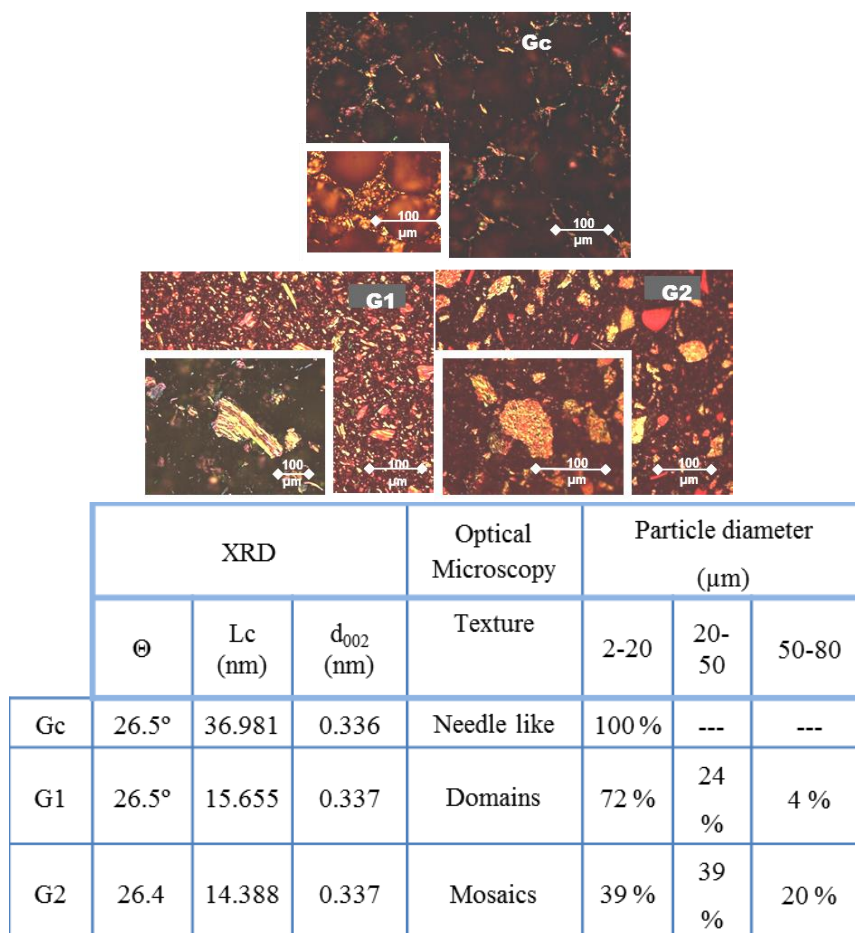 Gc
100
µm
100
µm
G1
G2
100
µm
100
µm
100
µm
100
µm
XRD
Optical
Microscopy
Particle diameter
(µm)
Θ
Lc
(nm)
d₀₀₂
(nm)
Texture
2-20
20-
50
50-80
Gc 26.5º 36.981 0.336 Needle like 100 % --- ---
G1 26.5º 15.655 0.337 Domains 72 % 24
%
4 %
G2 26.4 14.388 0.337 Mosaics 39 % 39
%
20 %